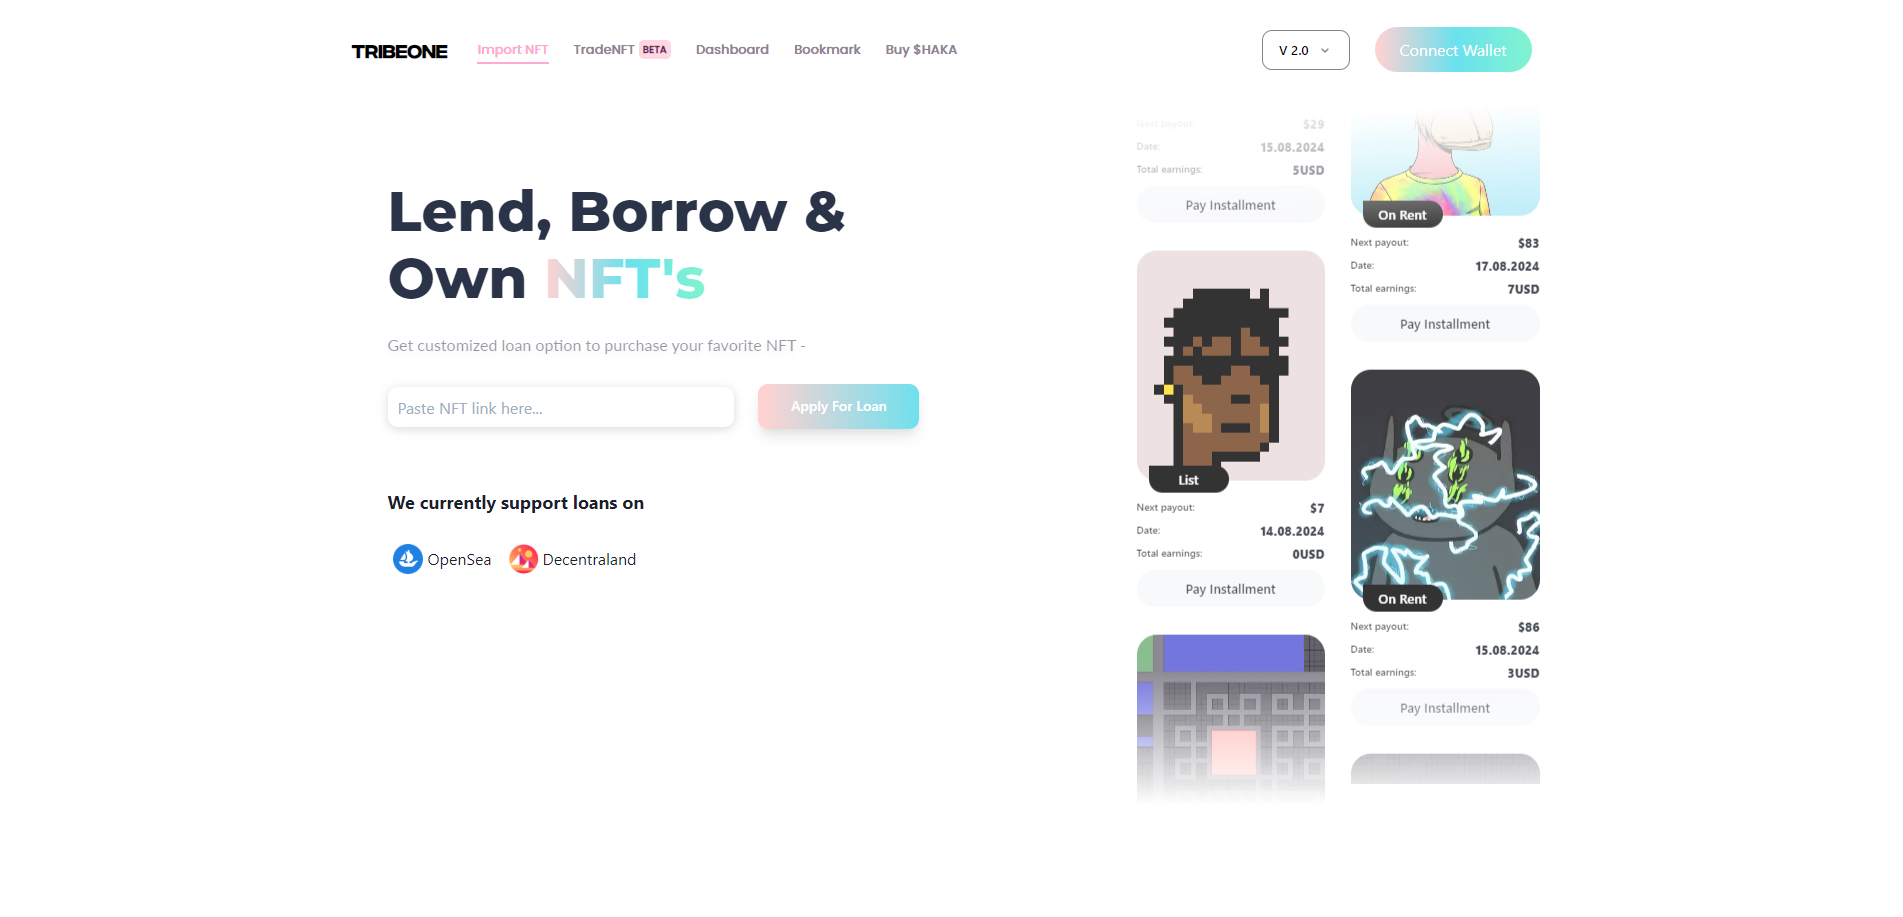 TRIBEONE
Import NFT
TradeNFT BETA
Dashboard
Bookmark
Buy $HAKA
V 2.0
Connect Wallet
Lend, Borrow &
Own NFT's
Get customized loan option to purchase your favorite NFT -
Paste NFT link here...
Apply For Loan
We currently support loans on
OpenSea
Decentraland
Next payout: $29
Date: 15.08.2024
Total earnings: 5USD
Pay Installment
List
Next payout: $7
Date: 14.08.2024
Total earnings: 0USD
Pay Installment
On Rent
Next payout: $83
Date: 17.08.2024
Total earnings: 7USD
Pay Installment
On Rent
Next payout: $86
Date: 15.08.2024
Total earnings: 3USD
Pay Installment